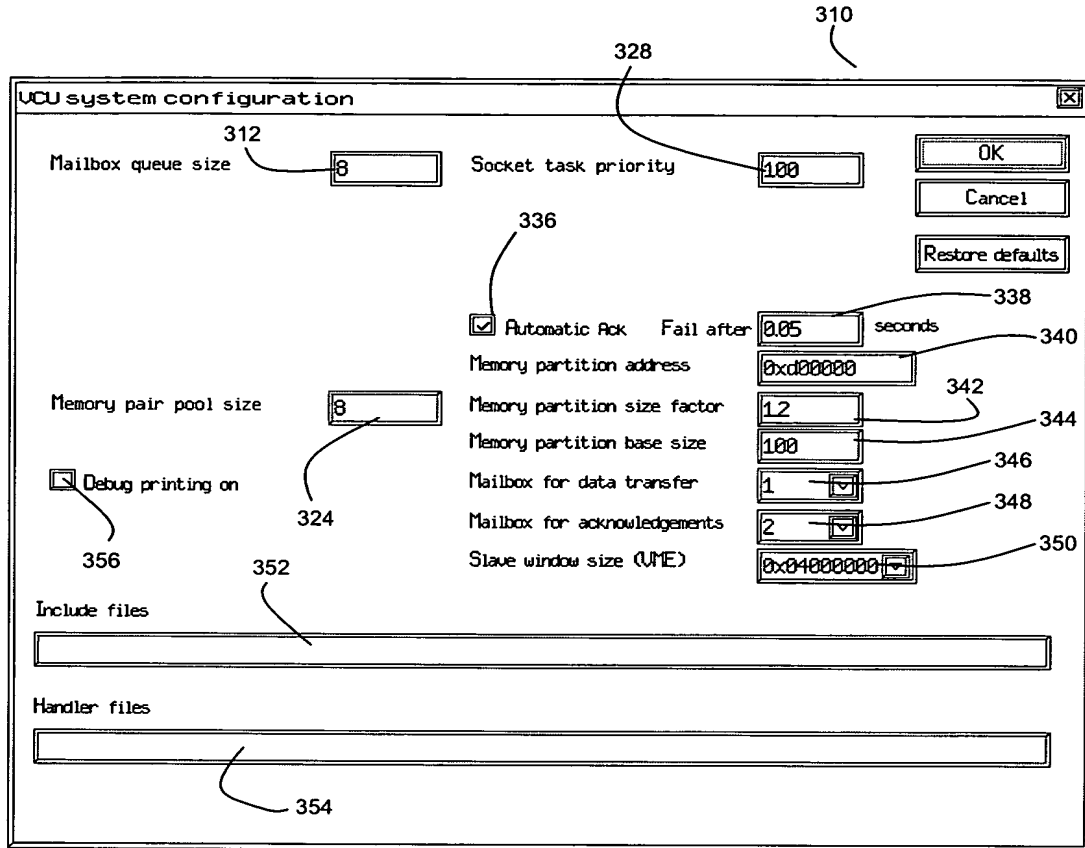 310
328
VCU system configuration
312
Mailbox queue size 8 Socket task priority 100 OK
Cancel
336
Restore defaults
338
Automatic Ack Fail after 0.05 seconds
340
Memory partition address 0xd00000
342
Memory pair pool size 8 Memory partition size factor 1.2
344
Memory partition base size 100
346
Debug printing on Mailbox for data transfer 1
324
348
Mailbox for acknowledgements 2
356
350
Slave window size (VME) 0x04000000
352
Include files
Handler files
354